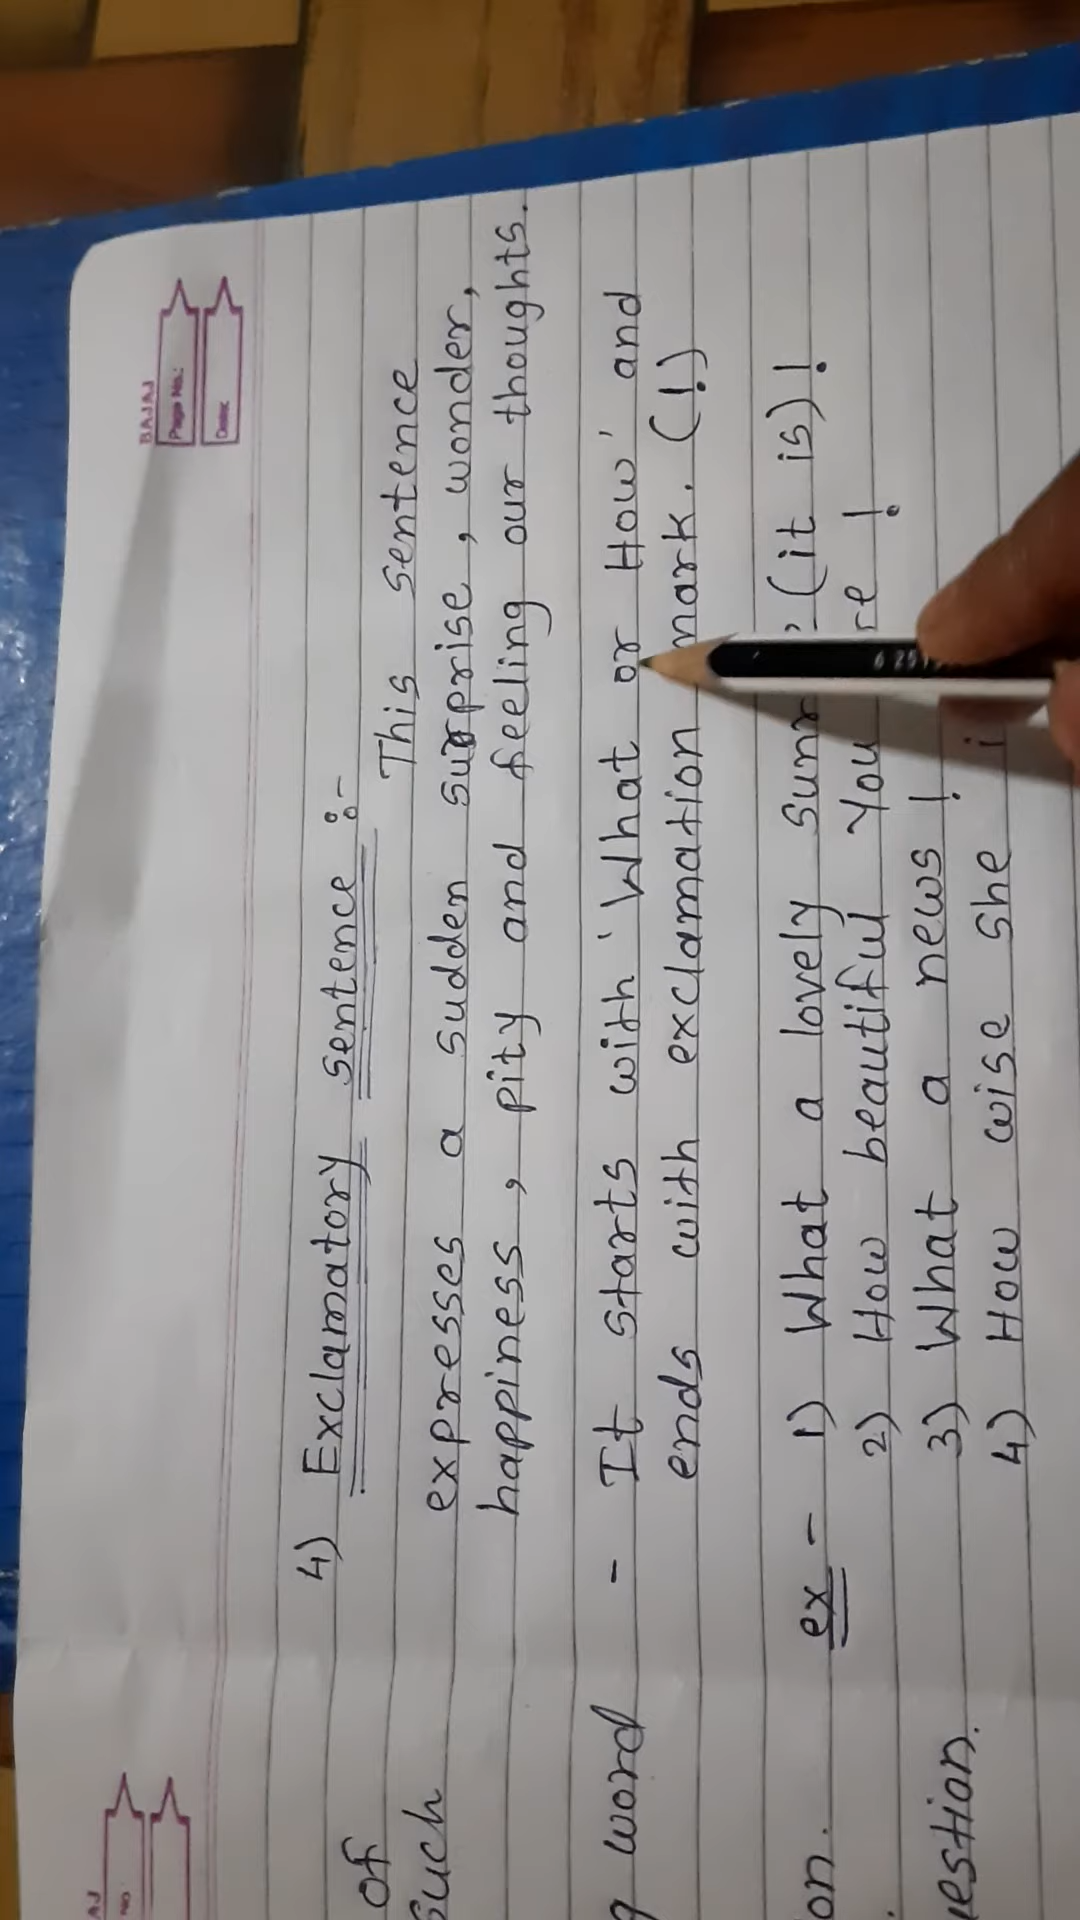 BAJAJ
Page No.:
Date:
4) Exclamatory sentence :-
This sentence
expresses a sudden surprise, wonder,
happiness, pity and feeling our thoughts.
- It starts with 'What or How' and
ends with exclamation mark. (!)
ex - 1) What a lovely (it is)!
2) How beautiful You !
3) What a news !
4) How wise She
of
such
word
on.